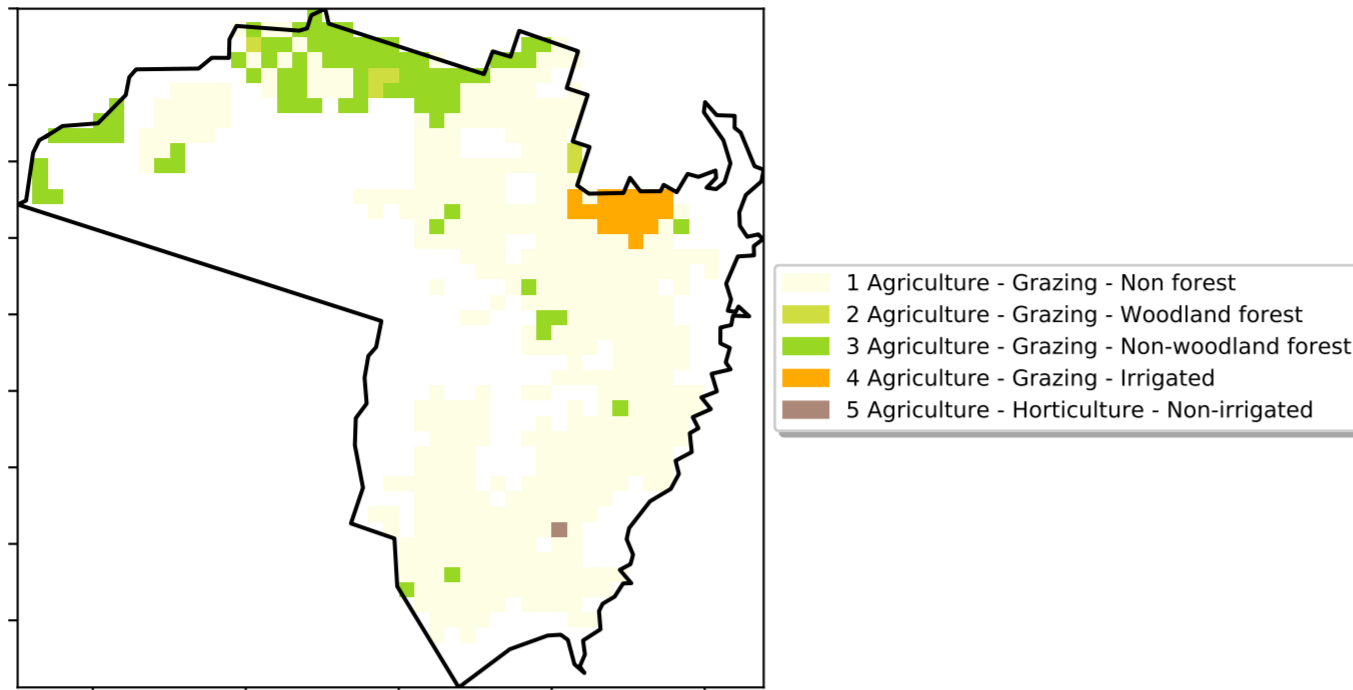 1 Agriculture - Grazing - Non forest
2 Agriculture - Grazing - Woodland forest
3 Agriculture - Grazing - Non-woodland forest
4 Agriculture - Grazing - Irrigated
5 Agriculture - Horticulture - Non-irrigated